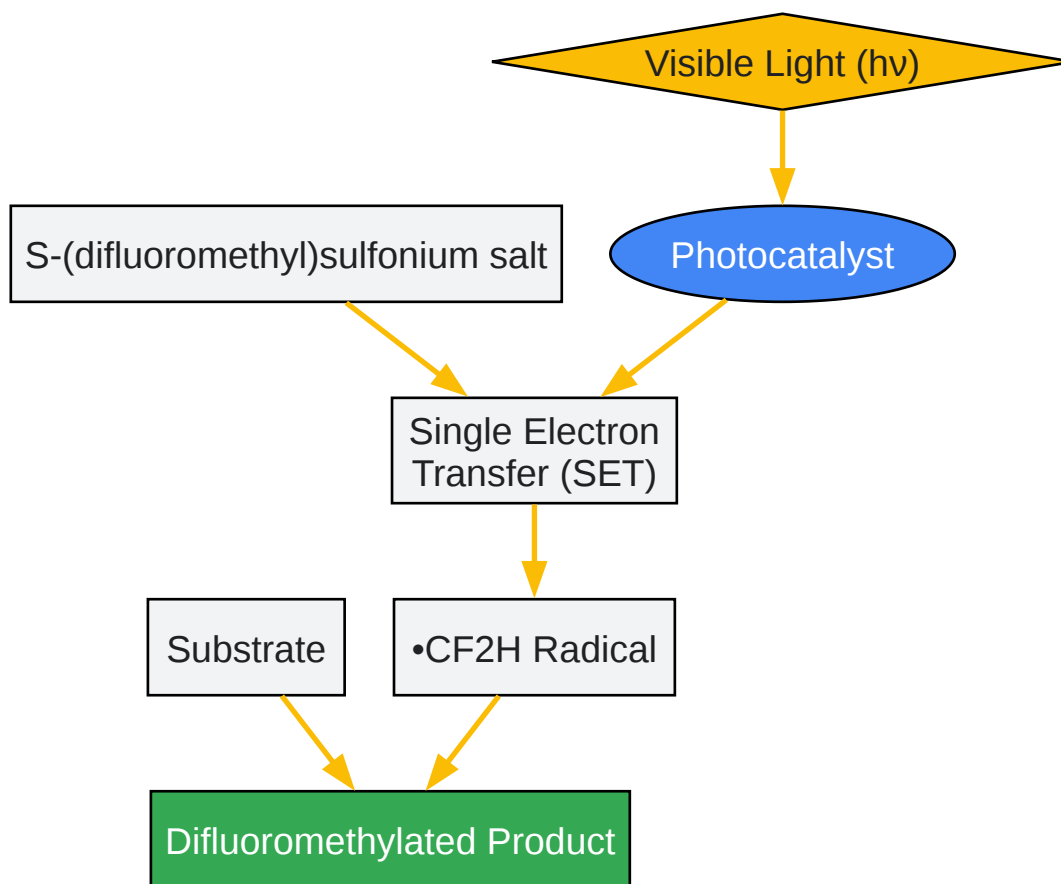 Visible Light (hν)
S-(difluoromethyl)sulfonium salt
Photocatalyst
Single Electron
Transfer (SET)
Substrate
•CF2H Radical
Difluoromethylated Product